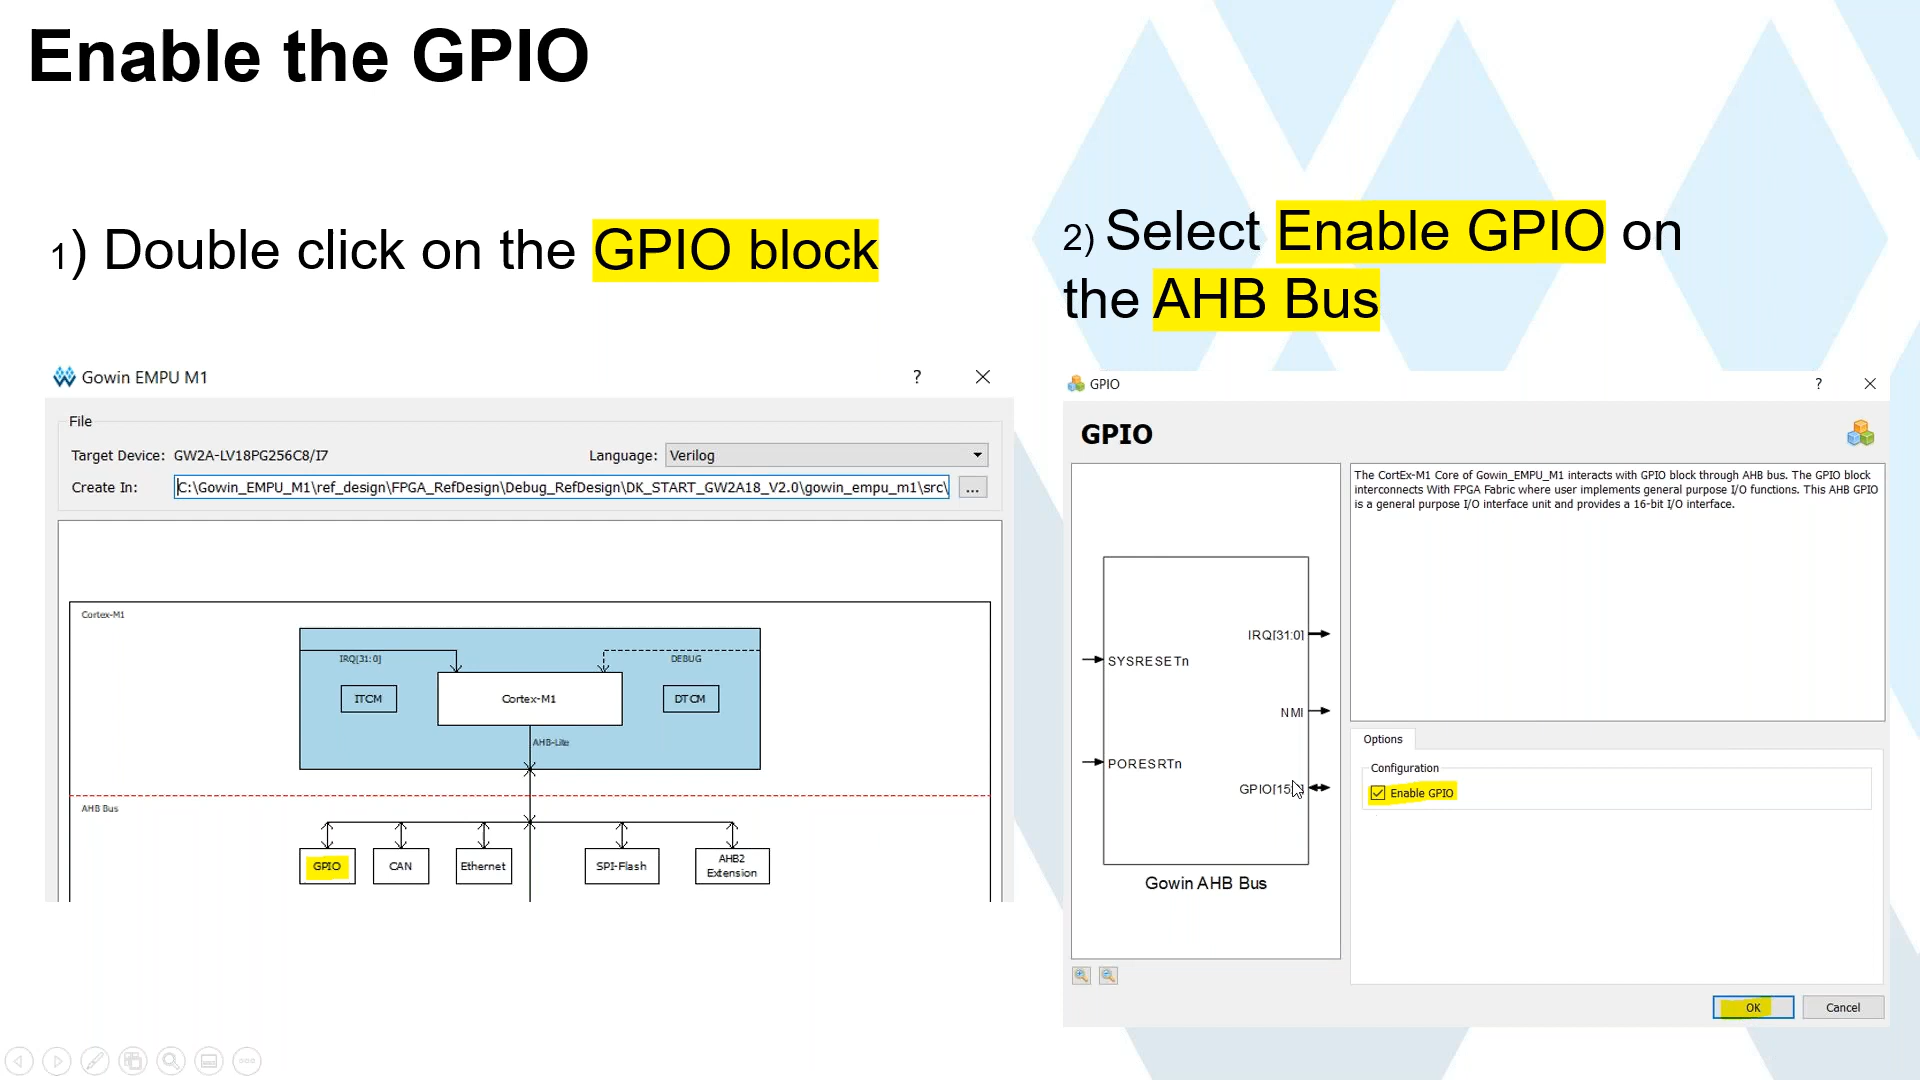 Enable the GPIO
1) Double click on the GPIO block
2) Select Enable GPIO on
the AHB Bus
Gowin EMPU M1
?
File
Target Device: GW2A-LV18PG256C8/I7
Language: Verilog
Create In: C:\Gowin_EMPU_M1\ref_design\FPGA_RefDesign\Debug_RefDesign\DK_START_GW2A18_V2.0\gowin_empu_m1\src\
...
Cortex-M1
IRQ[31:0]
DEBUG
ITCM
Cortex-M1
DTCM
AHB-Lite
AHB Bus
GPIO
CAN
Ethernet
SPI-Flash
AHB2
Extension
GPIO
?
GPIO
The CortEx-M1 Core of Gowin_EMPU_M1 interacts with GPIO block through AHB bus. The GPIO block
interconnects With FPGA Fabric where user implements general purpose I/O functions. This AHB GPIO
is a general purpose I/O interface unit and provides a 16-bit I/O interface.
IRQ[31:0]
SYSRESETn
NMI
PORESRTn
Gowin AHB Bus
Options
Configuration
Enable GPIO
OK
Cancel